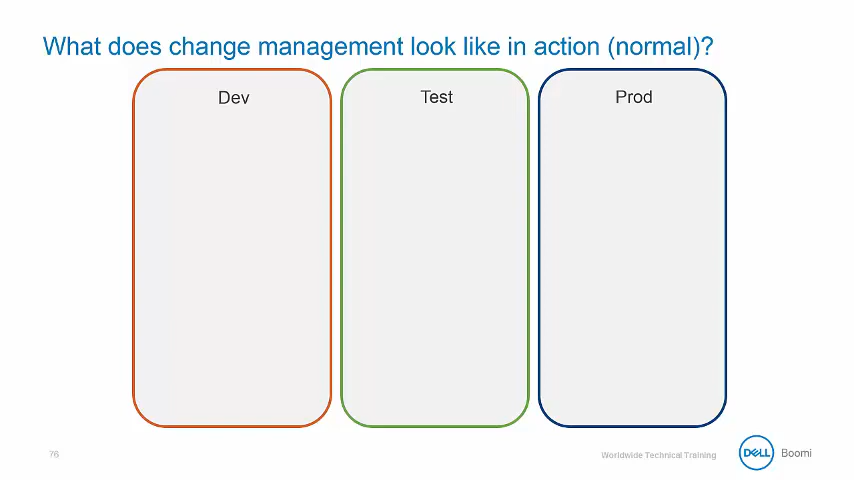 What does change management look like in action (normal)?
Dev
Test
Prod
76
Worldwide Technical Training
DELL
Boomi